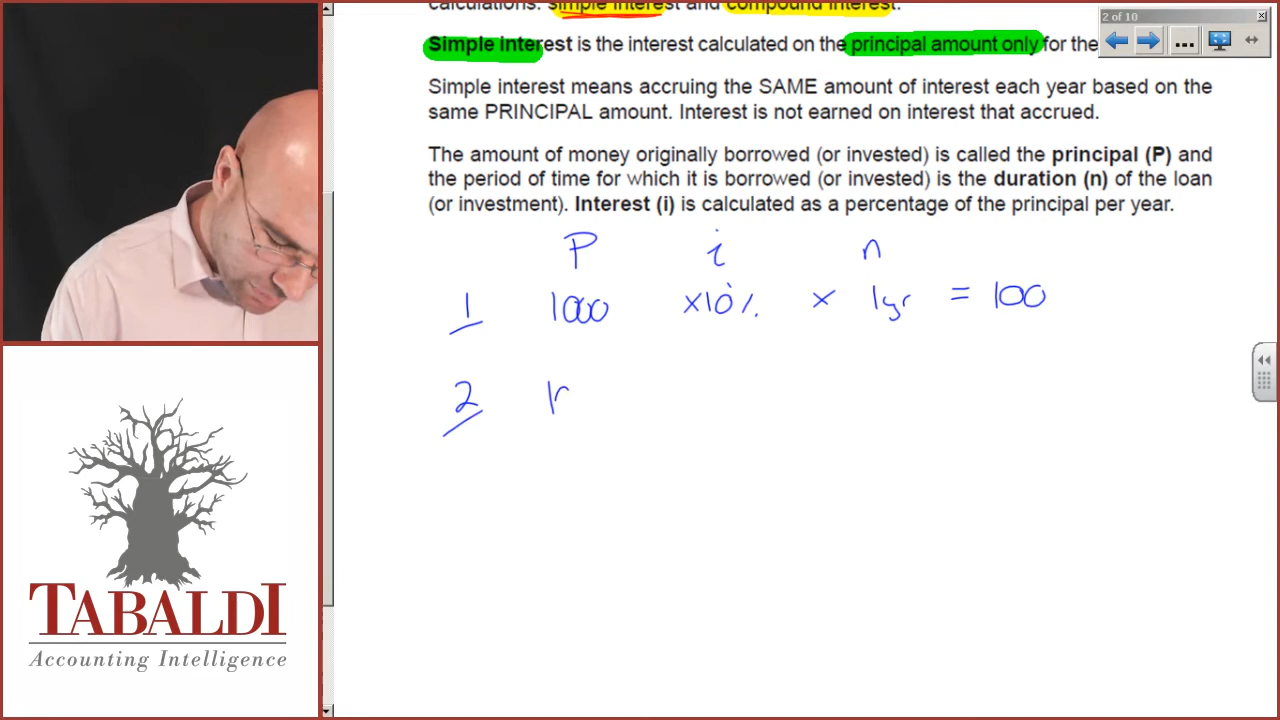 calculations: simple interest and compound interest.
2 of 10
Simple interest is the interest calculated on the principal amount only for the
Simple interest means accruing the SAME amount of interest each year based on the
same PRINCIPAL amount. Interest is not earned on interest that accrued.
The amount of money originally borrowed (or invested) is called the principal (P) and
the period of time for which it is borrowed (or invested) is the duration (n) of the loan
(or investment). Interest (i) is calculated as a percentage of the principal per year.
P i n
1 1000 ×10% × 1yr = 100
2
TABALDI
Accounting Intelligence